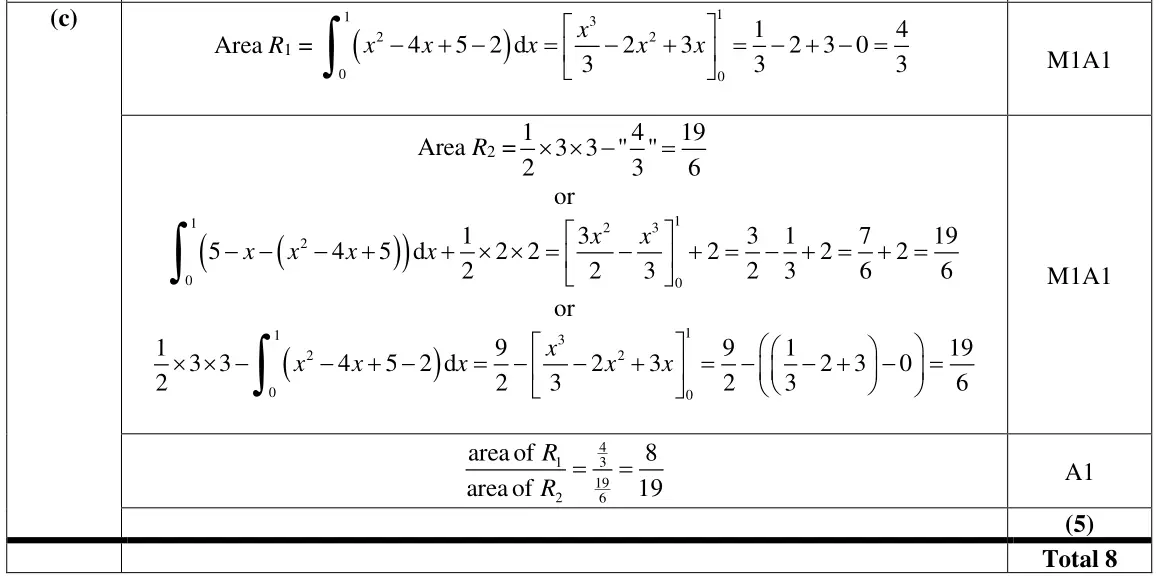 (c)
Area R₁ = ∫₀¹ (x² − 4x + 5 − 2) dx = [x³/3 − 2x² + 3x]₀¹ = 1/3 − 2 + 3 − 0 = 4/3
M1A1
Area R₂ = 1/2 × 3 × 3 − "4/3" = 19/6
or
∫₀¹ (5 − x − (x² − 4x + 5)) dx + 1/2 × 2 × 2 = [3x²/2 − x³/3]₀¹ + 2 = 3/2 − 1/3 + 2 = 7/6 + 2 = 19/6
M1A1
or
1/2 × 3 × 3 − ∫₀¹ (x² − 4x + 5 − 2) dx = 9/2 − [x³/3 − 2x² + 3x]₀¹ = 9/2 − ((1/3 − 2 + 3) − 0) = 19/6
area of R₁ / area of R₂ = (4/3)/(19/6) = 8/19
A1
(5)
Total 8